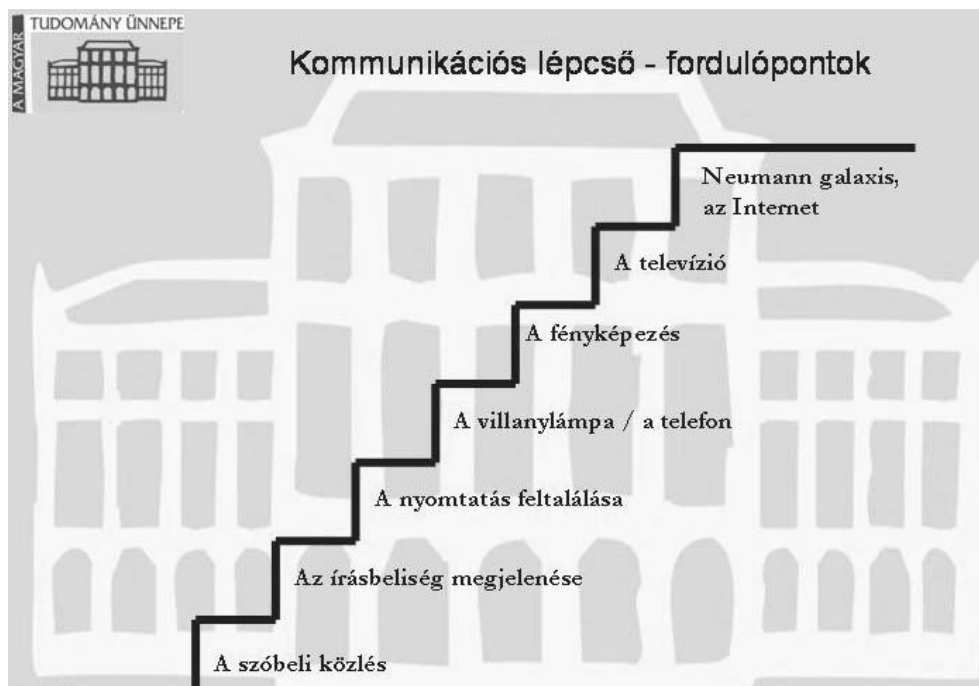 A MAGYAR
TUDOMÁNY ÜNNEPE
Kommunikációs lépcső - fordulópontok
Neumann galaxis,
az Internet
A televízió
A fényképezés
A villanylámpa / a telefon
A nyomtatás feltalálása
Az írásbeliség megjelenése
A szóbeli közlés